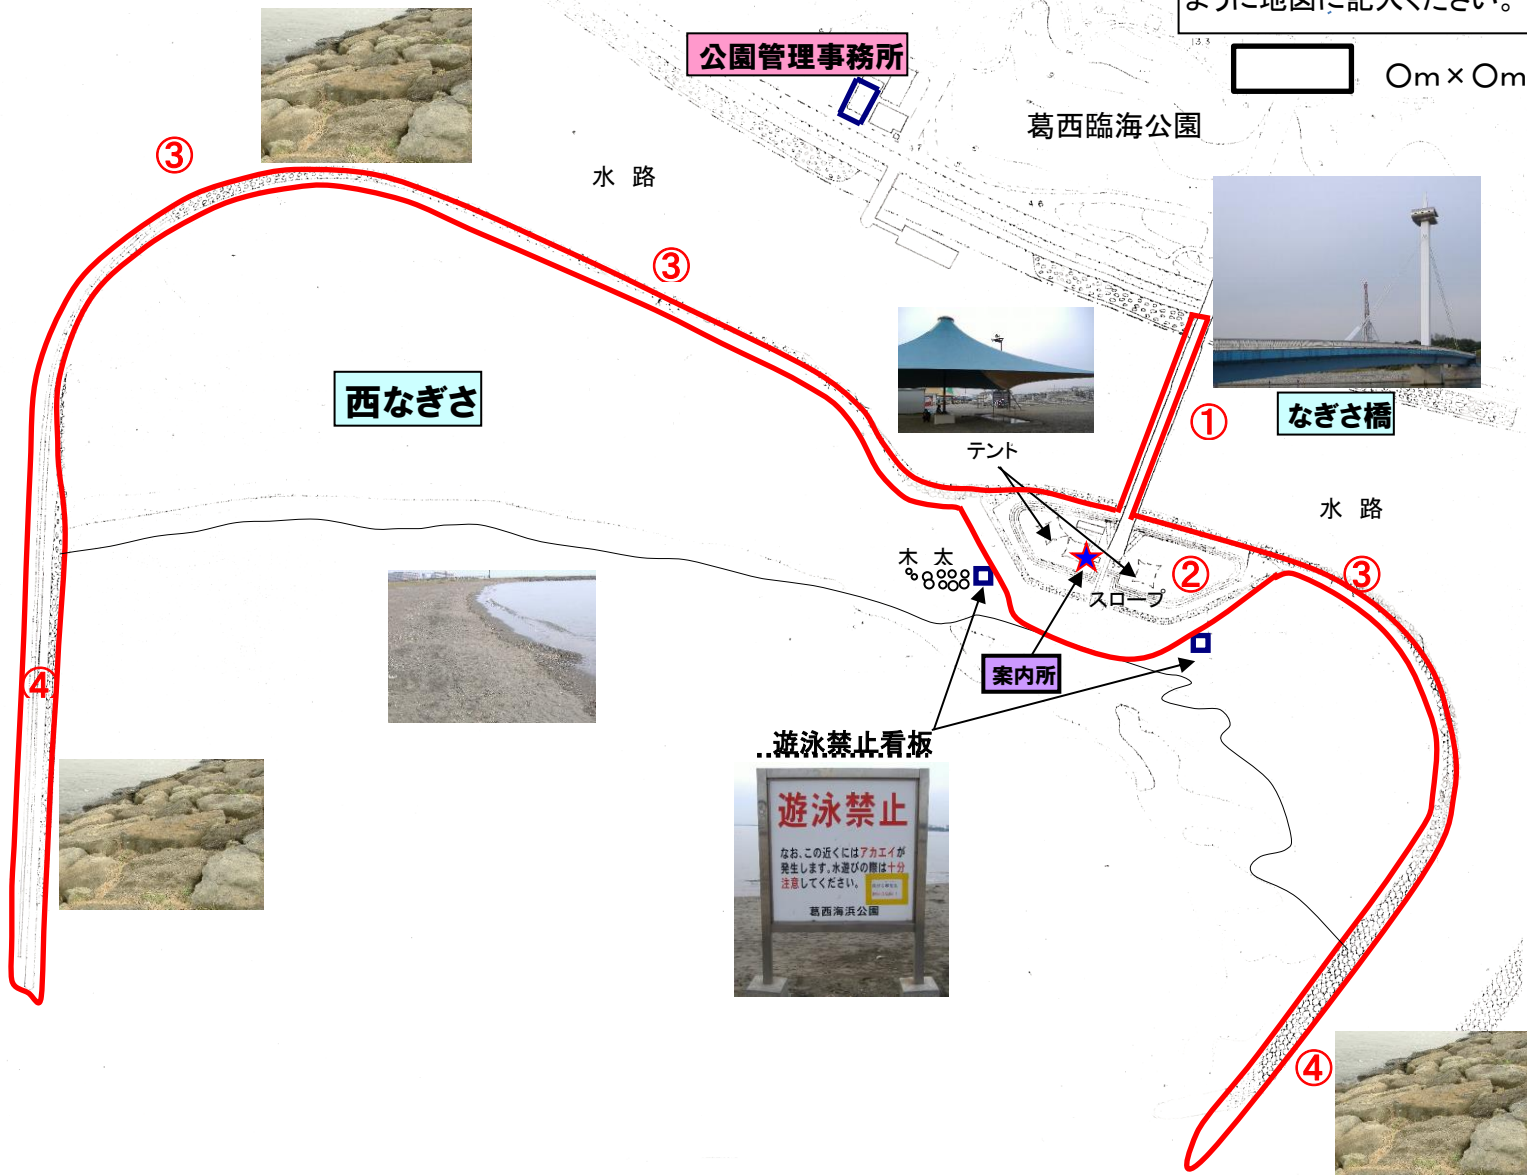 ように地図に記入ください。
〇m×〇m
公園管理事務所
13.3
葛西臨海公園
③
水 路
4 6
③
西なぎさ
なぎさ橋
①
テント
水 路
木 太
②
③
スロープ
案内所
④
遊泳禁止看板
遊泳禁止
なお、この近くにはアカエイが
発生します。水遊びの際は十分
注意してください。
葛西海浜公園
④